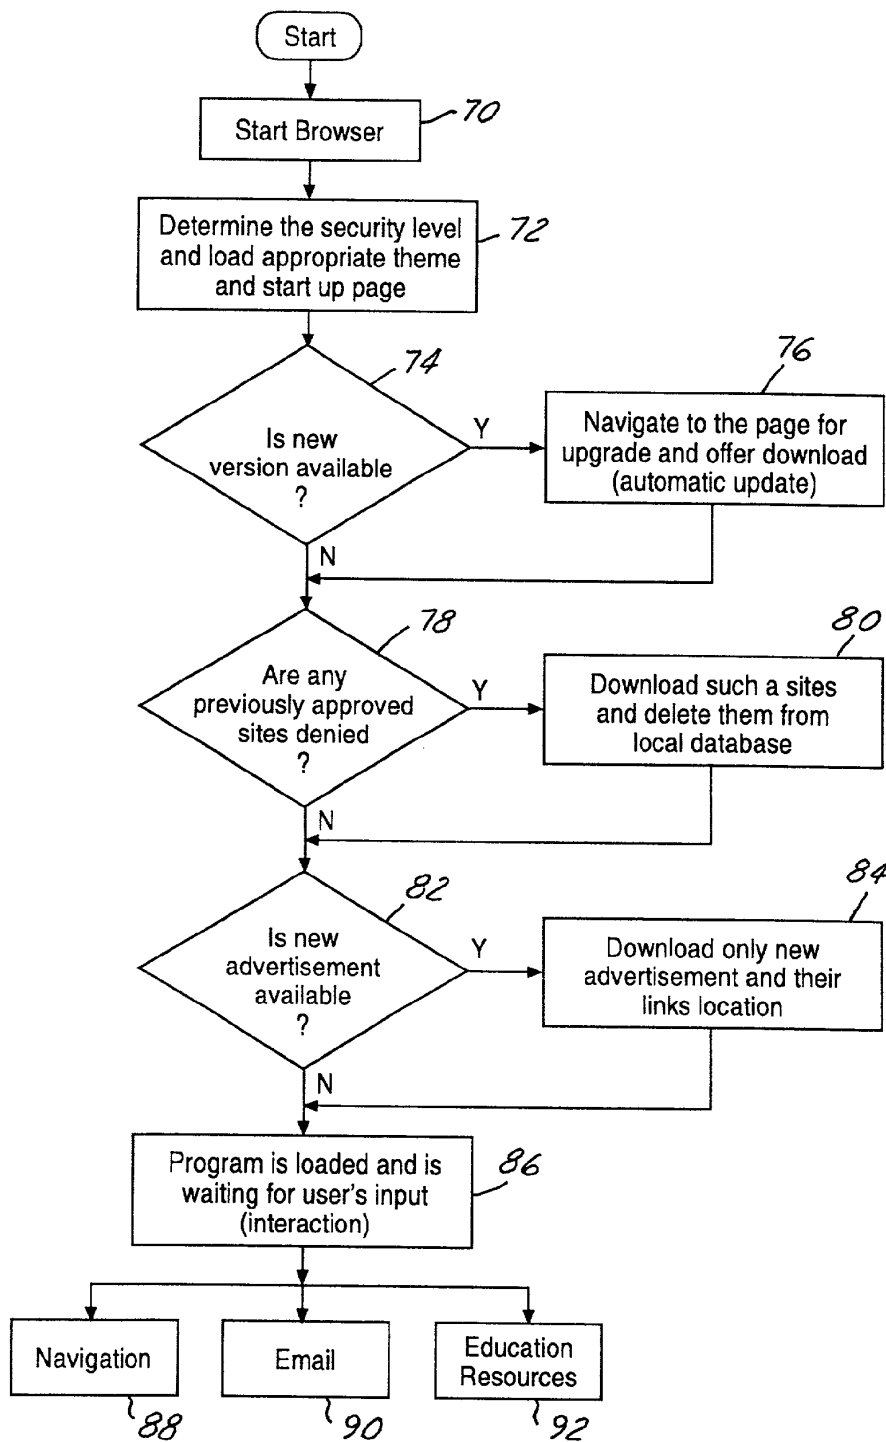 Start
Start Browser
70
Determine the security level
and load appropriate theme
and start up page
72
74
Is new
version available
?
Y
N
76
Navigate to the page for
upgrade and offer download
(automatic update)
78
Are any
previously approved
sites denied
?
Y
N
80
Download such a sites
and delete them from
local database
82
Is new
advertisement
available
?
Y
N
84
Download only new
advertisement and their
links location
Program is loaded and is
waiting for user's input
(interaction)
86
Navigation
88
Email
90
Education
Resources
92